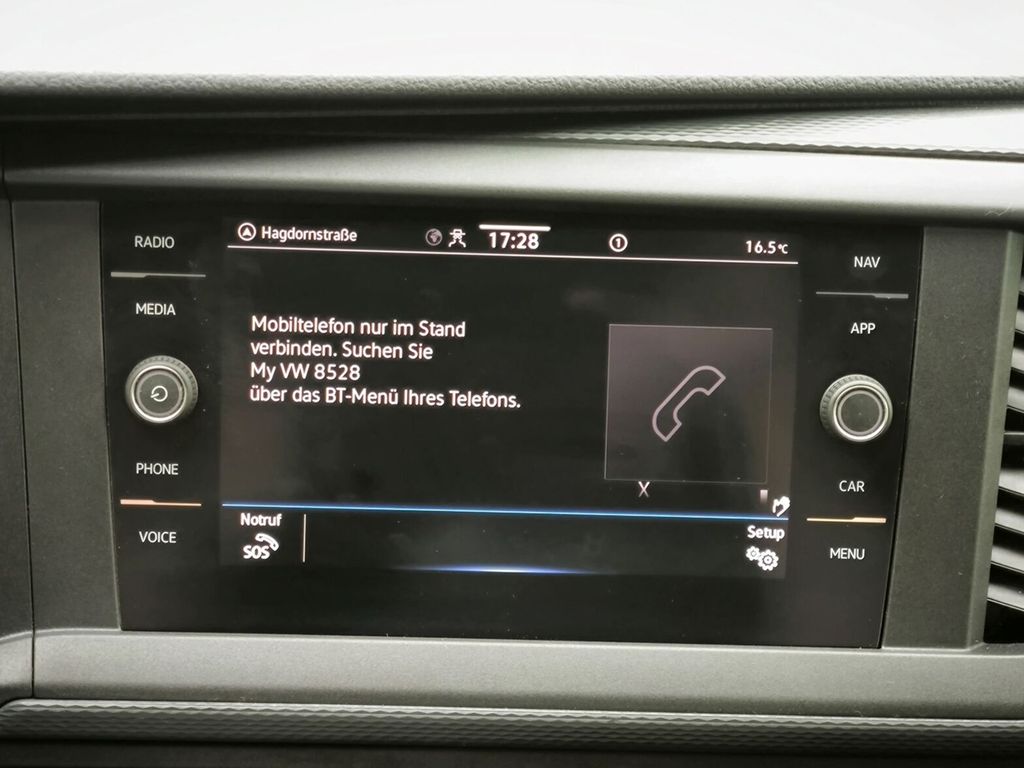 RADIO
MEDIA
PHONE
VOICE
Hagdornstraße
17:28
1
16.5°C
Mobiltelefon nur im Stand
verbinden. Suchen Sie
My VW 8528
über das BT-Menü Ihres Telefons.
X
Notruf
SOS
Setup
NAV
APP
CAR
MENU